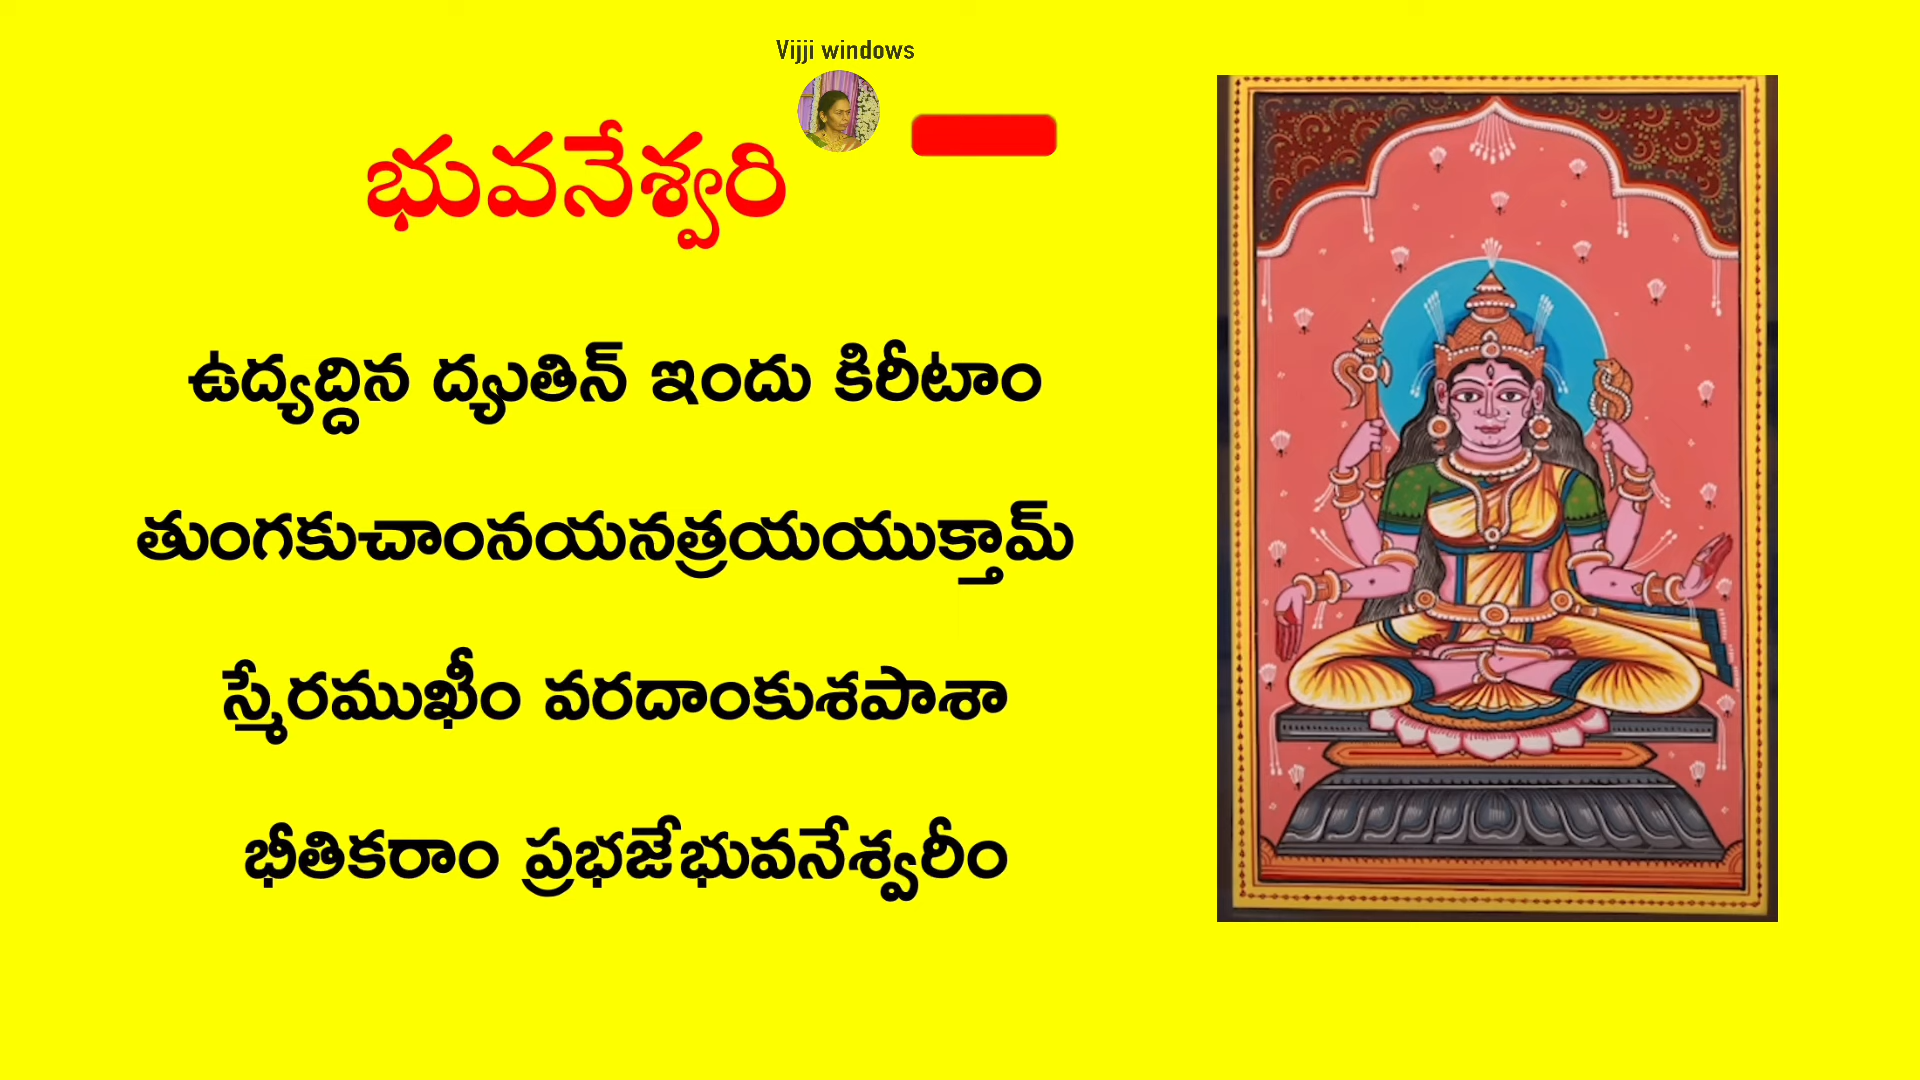 Vijji windows
భువనేశ్వరి
ఉద్యద్దిన ద్యుతిన్ ఇందు కిరీటాం
తుంగకుచాంనయనత్రయయుక్తామ్
స్మేరముఖీం వరదాంకుశపాశా
భీతికరాం ప్రభజేభువనేశ్వరీం